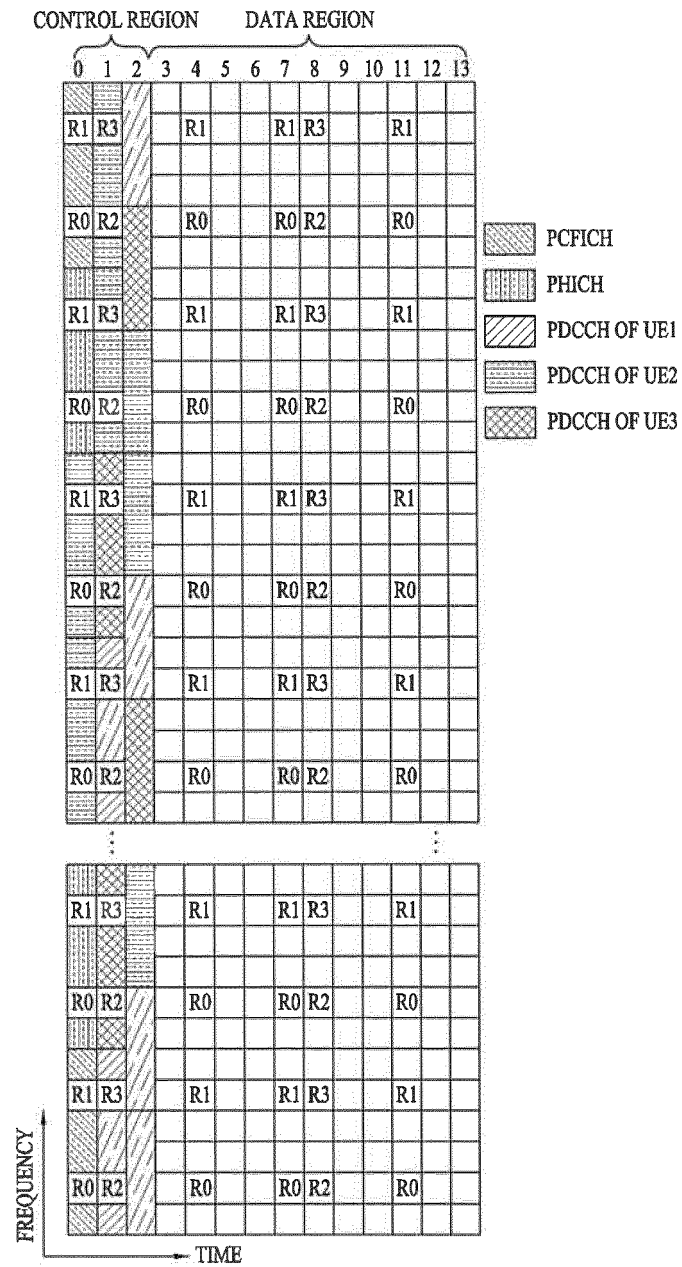 CONTROL REGION DATA REGION
0 1 2 3 4 5 6 7 8 9 10 11 12 13
R1 R3 R1 R1 R3 R1
R0 R2 R0 R0 R2 R0
PCFICH
PHICH
R1 R3 R1 R1 R3 R1
PDCCH OF UE1
PDCCH OF UE2
R0 R2 R0 R0 R2 R0
PDCCH OF UE3
R1 R3 R1 R1 R3 R1
R0 R2 R0 R0 R2 R0
R1 R3 R1 R1 R3 R1
R0 R2 R0 R0 R2 R0
R1 R3 R1 R1 R3 R1
R0 R2 R0 R0 R2 R0
R1 R3 R1 R1 R3 R1
R0 R2 R0 R0 R2 R0
FREQUENCY
TIME